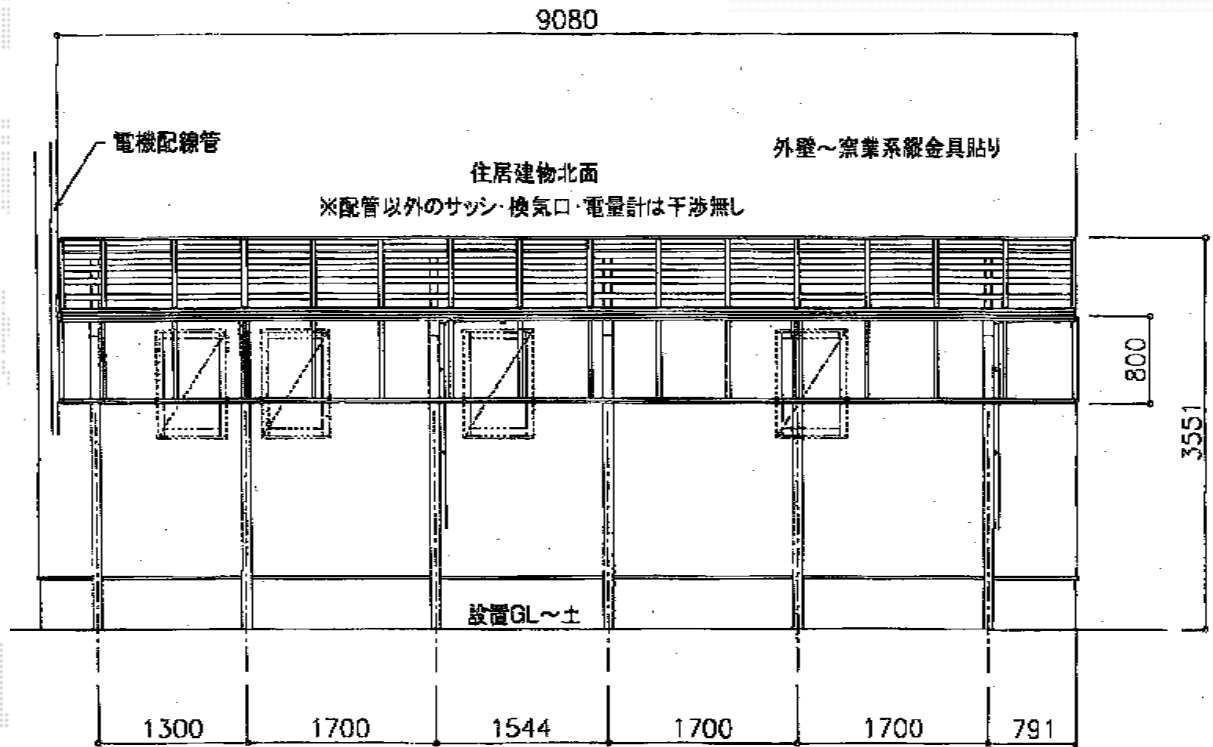 9080
電機配線管
外壁～窯業系縦金具貼り
住居建物北面
※配管以外のサッシ・換気口・電量計は干渉無し
800
3551
設置GL～土
1300 1700 1544 1700 1700 791